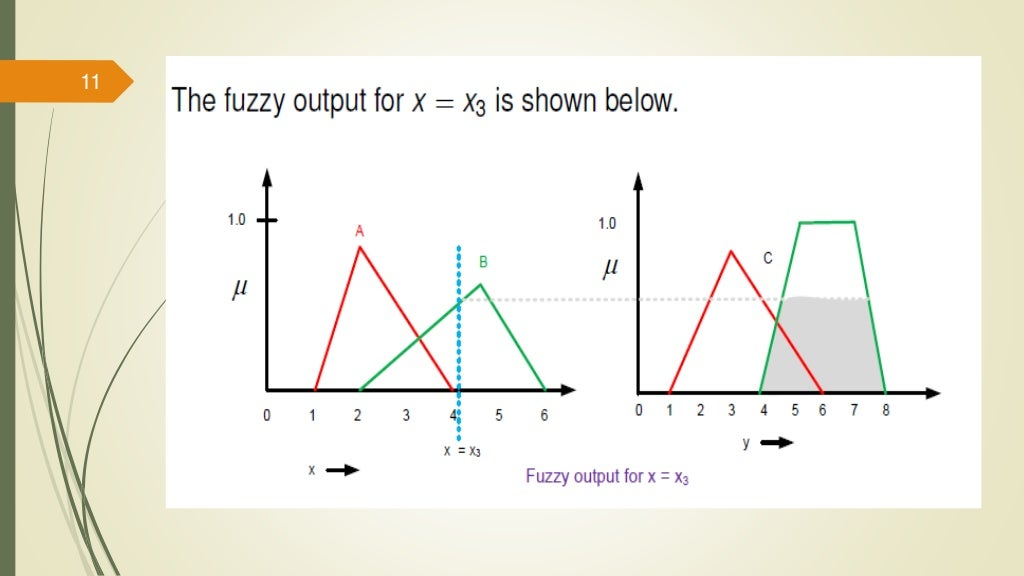 11
The fuzzy output for x = x₃ is shown below.
1.0
A
B
μ
0 1 2 3 4 5 6
x = x₃
x
1.0
C
μ
0 1 2 3 4 5 6 7 8
y
Fuzzy output for x = x₃